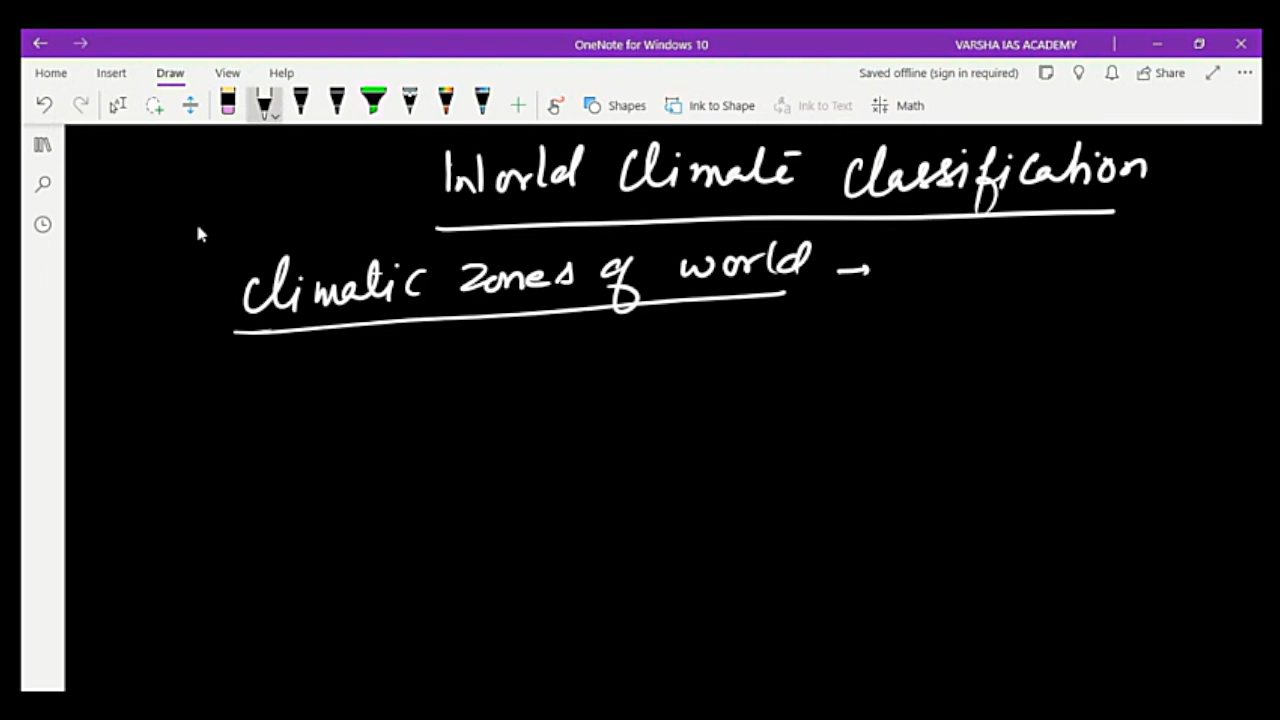 OneNote for Windows 10
VARSHA IAS ACADEMY
Home Insert Draw View Help
Saved offline (sign in required) Share
Shapes Ink to Shape Ink to Text Math
World Climate Classification
Climatic zones of world →